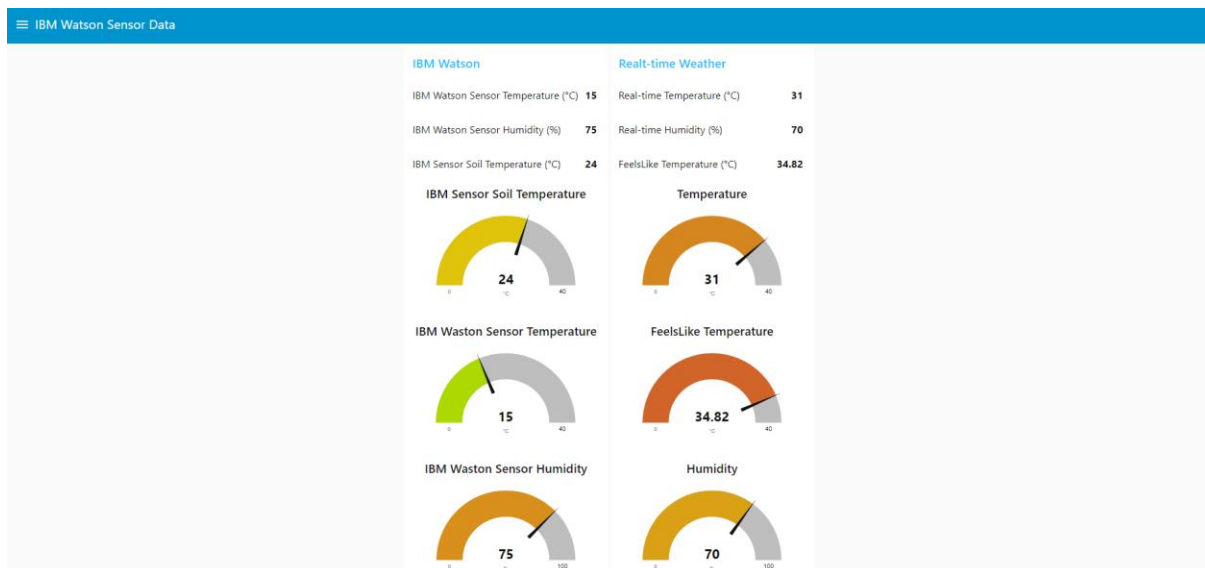 IBM Watson Sensor Data
IBM Watson
IBM Watson Sensor Temperature (°C) 15
IBM Watson Sensor Humidity (%) 75
IBM Sensor Soil Temperature (°C) 24
IBM Sensor Soil Temperature
24
°C
0
40
IBM Waston Sensor Temperature
15
°C
0
40
IBM Waston Sensor Humidity
75
0
100
Realt-time Weather
Real-time Temperature (°C) 31
Real-time Humidity (%) 70
FeelsLike Temperature (°C) 34.82
Temperature
31
°C
0
40
FeelsLike Temperature
34.82
°C
0
40
Humidity
70
0
100